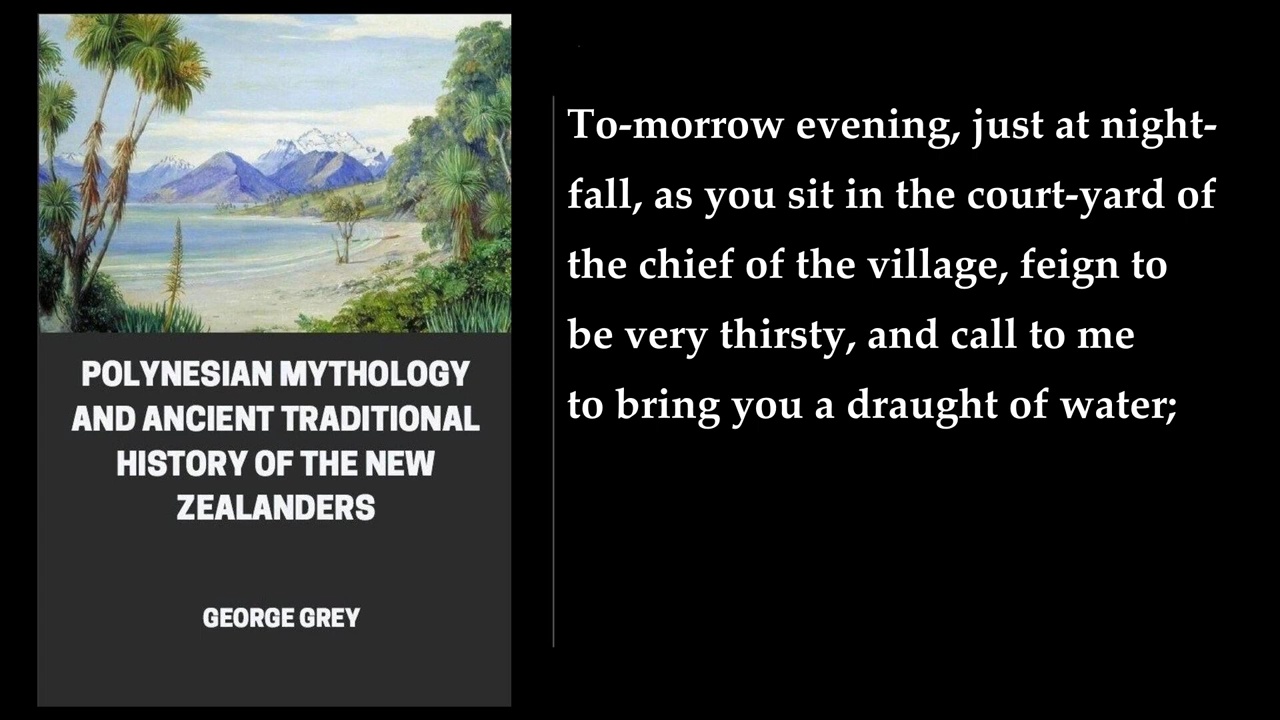 POLYNESIAN MYTHOLOGY
AND ANCIENT TRADITIONAL
HISTORY OF THE NEW
ZEALANDERS
GEORGE GREY
To-morrow evening, just at night-
fall, as you sit in the court-yard of
the chief of the village, feign to
be very thirsty, and call to me
to bring you a draught of water;